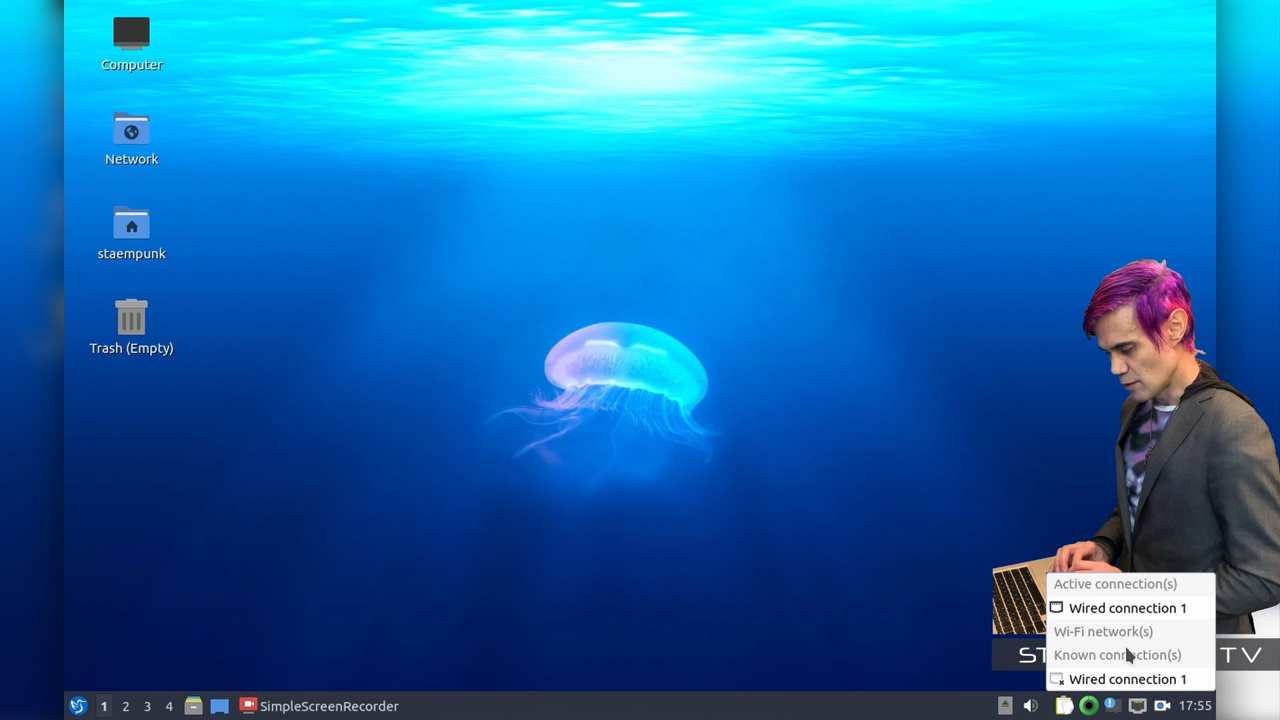 Computer
Network
staempunk
Trash (Empty)
Active connection(s)
Wired connection 1
Wi-Fi network(s)
Known connection(s)
Wired connection 1
ST
TV
1 2 3 4 SimpleScreenRecorder 17:55